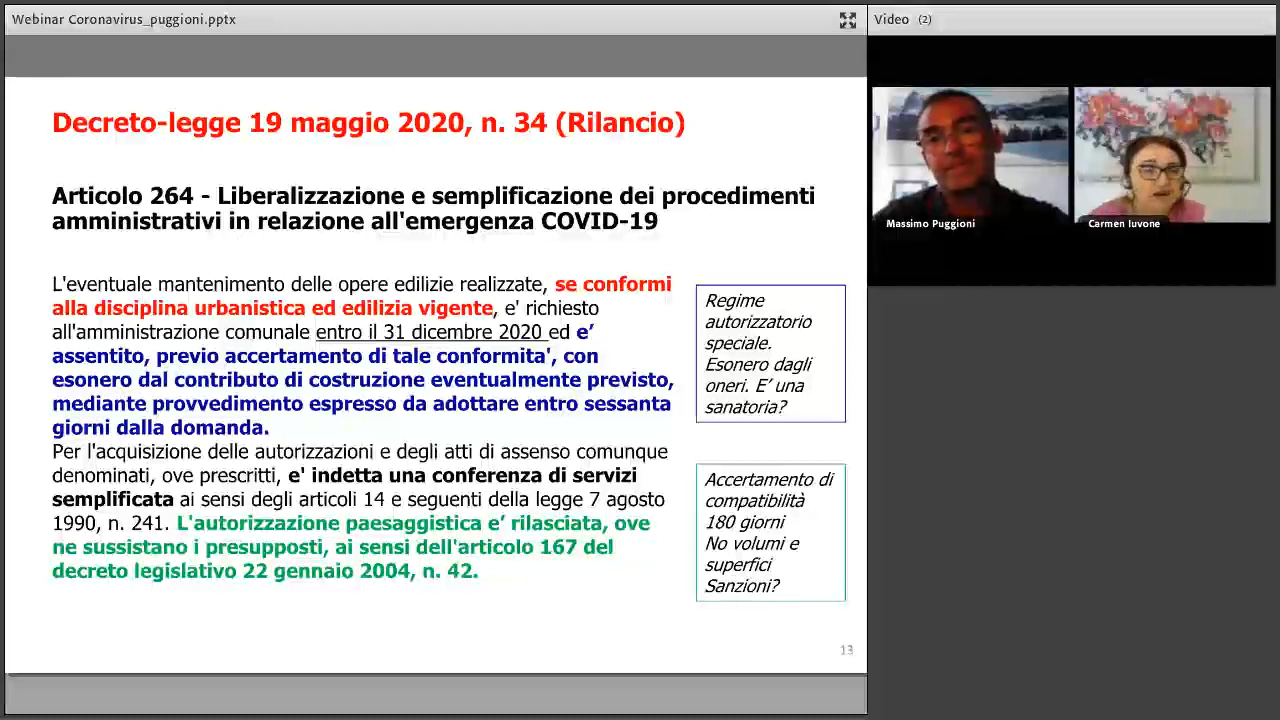 Webinar Coronavirus_puggioni.pptx
Video (2)
Decreto-legge 19 maggio 2020, n. 34 (Rilancio)
Articolo 264 - Liberalizzazione e semplificazione dei procedimenti
amministrativi in relazione all'emergenza COVID-19
L'eventuale mantenimento delle opere edilizie realizzate, se conformi
alla disciplina urbanistica ed edilizia vigente, e' richiesto
all'amministrazione comunale entro il 31 dicembre 2020 ed e’
assentito, previo accertamento di tale conformita', con
esonero dal contributo di costruzione eventualmente previsto,
mediante provvedimento espresso da adottare entro sessanta
giorni dalla domanda.
Per l'acquisizione delle autorizzazioni e degli atti di assenso comunque
denominati, ove prescritti, e' indetta una conferenza di servizi
semplificata ai sensi degli articoli 14 e seguenti della legge 7 agosto
1990, n. 241. L'autorizzazione paesaggistica e’ rilasciata, ove
ne sussistano i presupposti, ai sensi dell'articolo 167 del
decreto legislativo 22 gennaio 2004, n. 42.
Regime
autorizzatorio
speciale.
Esonero dagli
oneri. E’ una
sanatoria?
Accertamento di
compatibilità
180 giorni
No volumi e
superfici
Sanzioni?
13
Massimo Puggioni
Carmen Iuvone